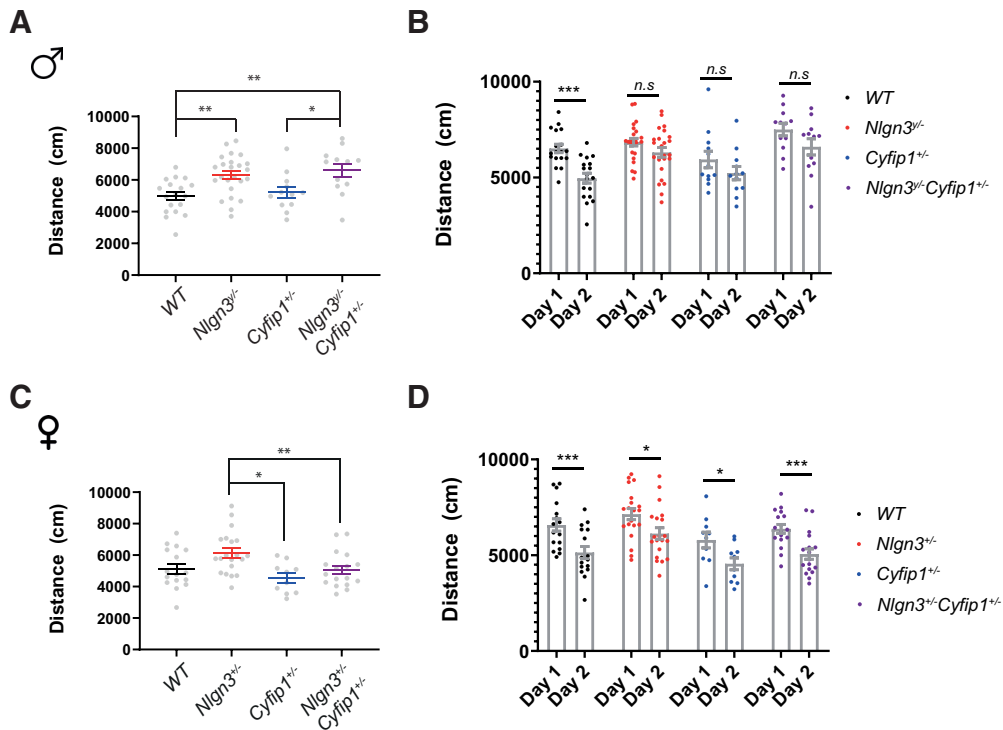 A
♂
Distance (cm)
10000
8000
6000
4000
2000
0
**
**
*
WT
Nlgn3y/-
Cyfip1+/-
Nlgn3y/-
Cyfip1+/-
B
Distance (cm)
10000
5000
0
***
n.s
n.s
n.s
Day 1
Day 2
Day 1
Day 2
Day 1
Day 2
Day 1
Day 2
WT
Nlgn3y/-
Cyfip1+/-
Nlgn3y/-Cyfip1+/-
C
♀
Distance (cm)
10000
8000
6000
4000
2000
0
**
*
WT
Nlgn3+/-
Cyfip1+/-
Nlgn3+/-
Cyfip1+/-
D
Distance (cm)
10000
5000
0
***
*
*
***
Day 1
Day 2
Day 1
Day 2
Day 1
Day 2
Day 1
Day 2
WT
Nlgn3+/-
Cyfip1+/-
Nlgn3+/-Cyfip1+/-